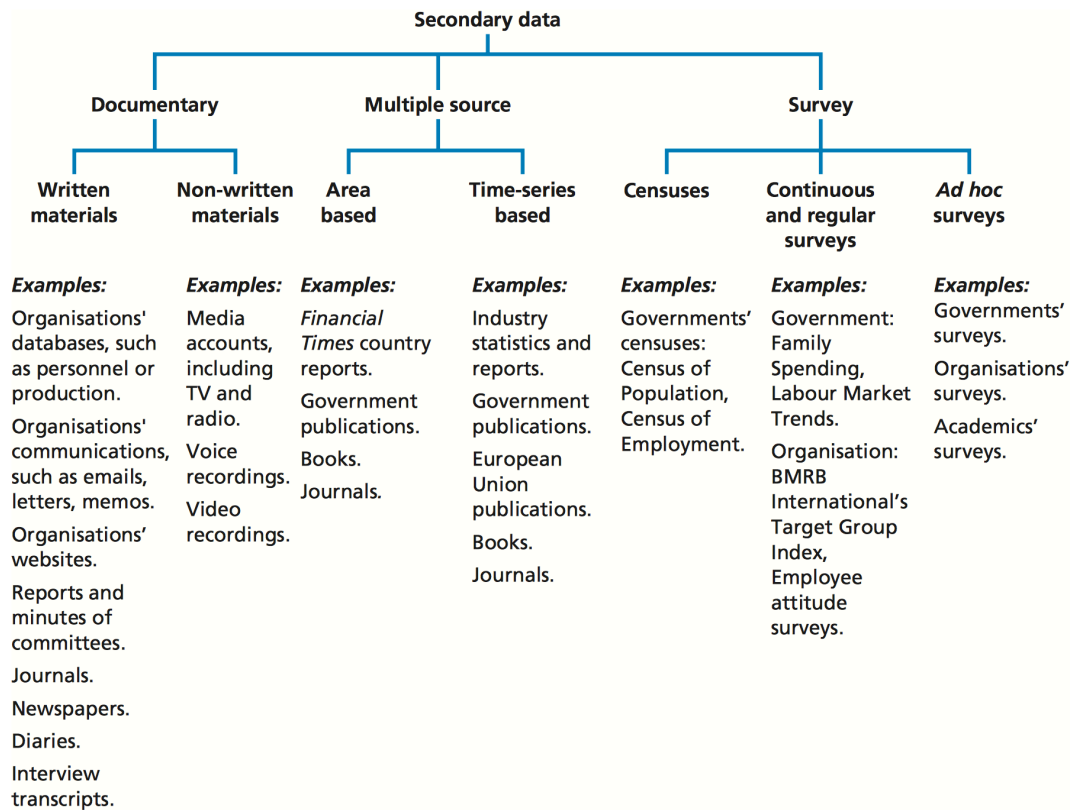 Secondary data
Documentary
Multiple source
Survey
Written
materials
Non-written
materials
Area
based
Time-series
based
Censuses
Continuous
and regular
surveys
Ad hoc
surveys
Examples:
Organisations'
databases, such
as personnel or
production.
Organisations'
communications,
such as emails,
letters, memos.
Organisations’
websites.
Reports and
minutes of
committees.
Journals.
Newspapers.
Diaries.
Interview
transcripts.
Examples:
Media
accounts,
including
TV and
radio.
Voice
recordings.
Video
recordings.
Examples:
Financial
Times country
reports.
Government
publications.
Books.
Journals.
Examples:
Industry
statistics and
reports.
Government
publications.
European
Union
publications.
Books.
Journals.
Examples:
Governments’
censuses:
Census of
Population,
Census of
Employment.
Examples:
Government:
Family
Spending,
Labour Market
Trends.
Organisation:
BMRB
International’s
Target Group
Index,
Employee
attitude
surveys.
Examples:
Governments’
surveys.
Organisations’
surveys.
Academics’
surveys.